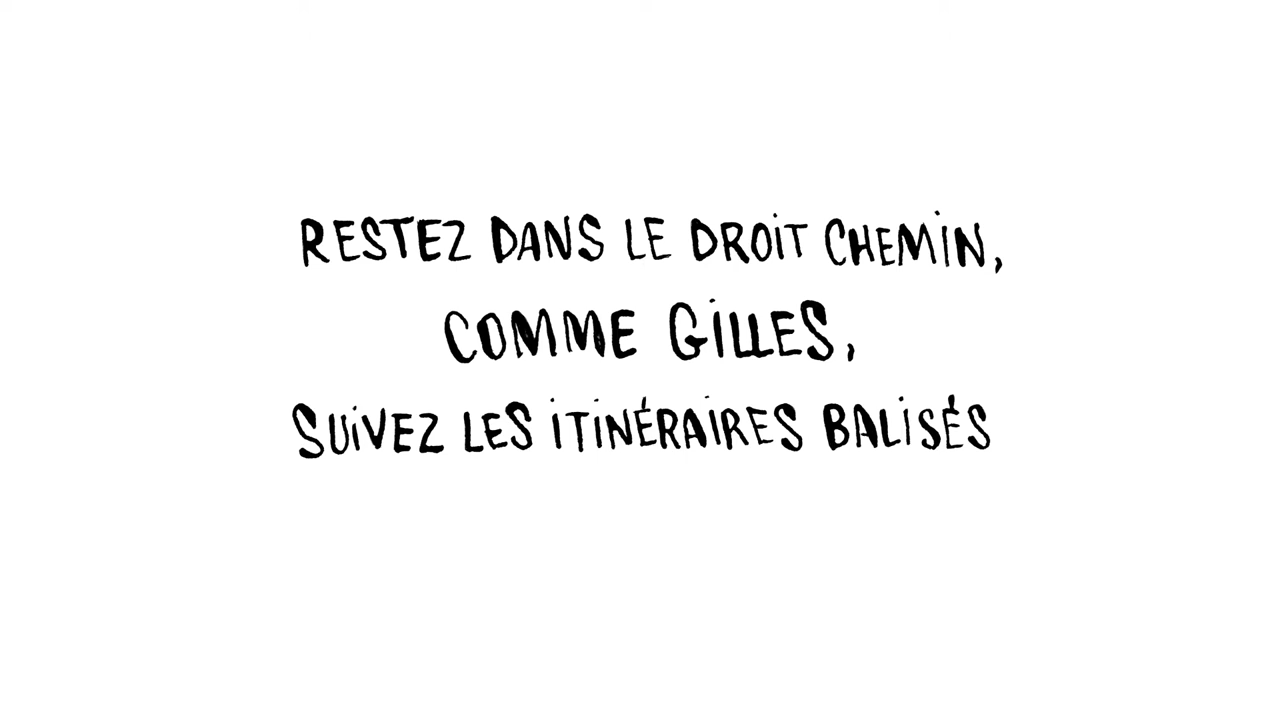 RESTEZ DANS LE DROIT CHEMIN,
COMME GILLES,
SUIVEZ LES ITINÉRAIRES BALISÉS